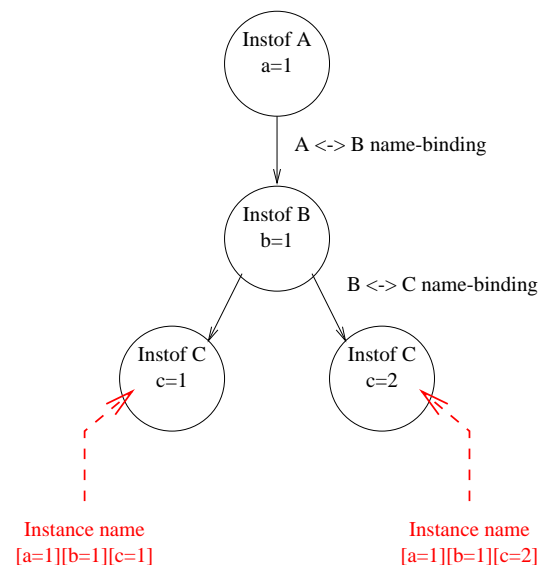 Instof A
a=1
A <-> B name-binding
Instof B
b=1
B <-> C name-binding
Instof C
c=1
Instof C
c=2
Instance name
[a=1][b=1][c=1]
Instance name
[a=1][b=1][c=2]